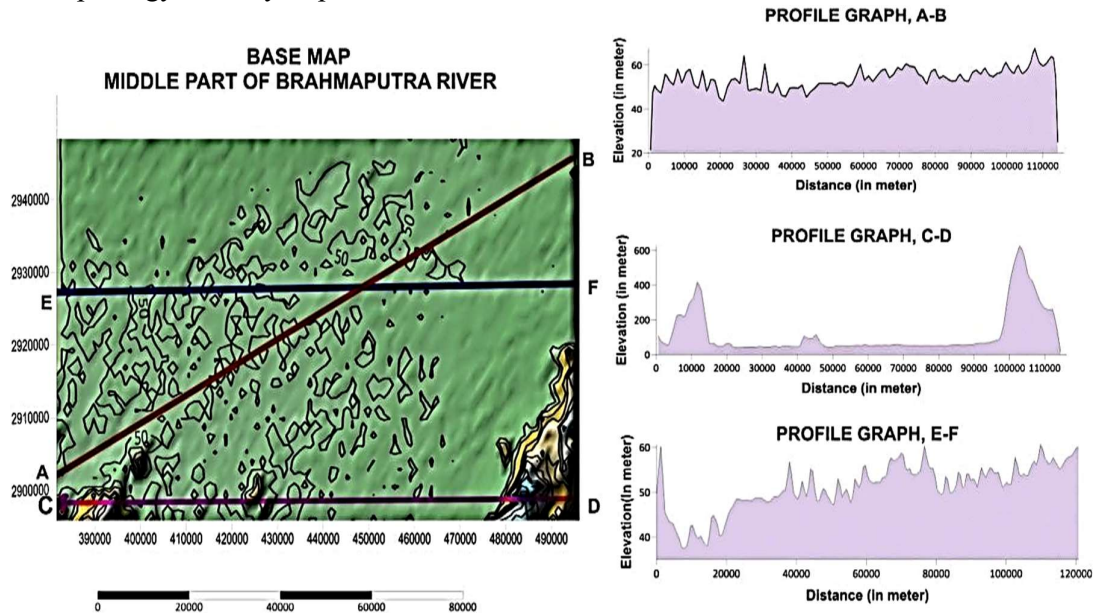 BASE MAP
MIDDLE PART OF BRAHMAPUTRA RIVER
2940000
2930000
2920000
2910000
2900000
A
B
C
D
E
F
50
50
50
390000 400000 410000 420000 430000 440000 450000 460000 470000 480000 490000
0 20000 40000 60000 80000
PROFILE GRAPH, A-B
Elevation (in meter)
60
40
20
0 10000 20000 30000 40000 50000 60000 70000 80000 90000 100000 110000
Distance (in meter)
PROFILE GRAPH, C-D
Elevation (in meter)
600
400
200
0
0 10000 20000 30000 40000 50000 60000 70000 80000 90000 100000 110000
Distance (in meter)
PROFILE GRAPH, E-F
Elevation(in meter)
60
50
40
0 20000 40000 60000 80000 100000 120000
Distance (in meter)